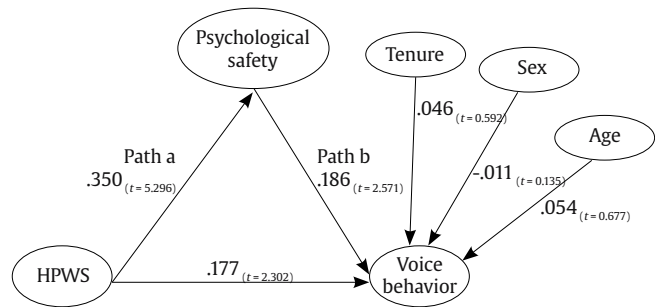 Psychological
safety
Tenure
Sex
Age
.046 (t = 0.592)
Path a
.350 (t = 5.296)
Path b
.186 (t = 2.571)
-.011 (t = 0.135)
.054 (t = 0.677)
HPWS
.177 (t = 2.302)
Voice
behavior